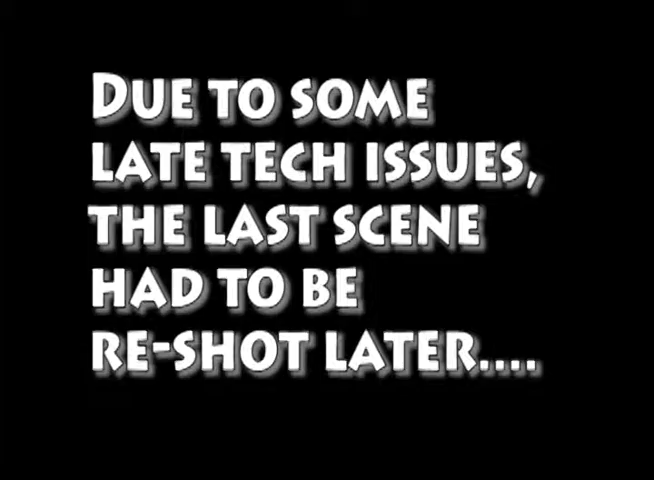 Due to some
late tech issues,
the last scene
had to be
re-shot later....